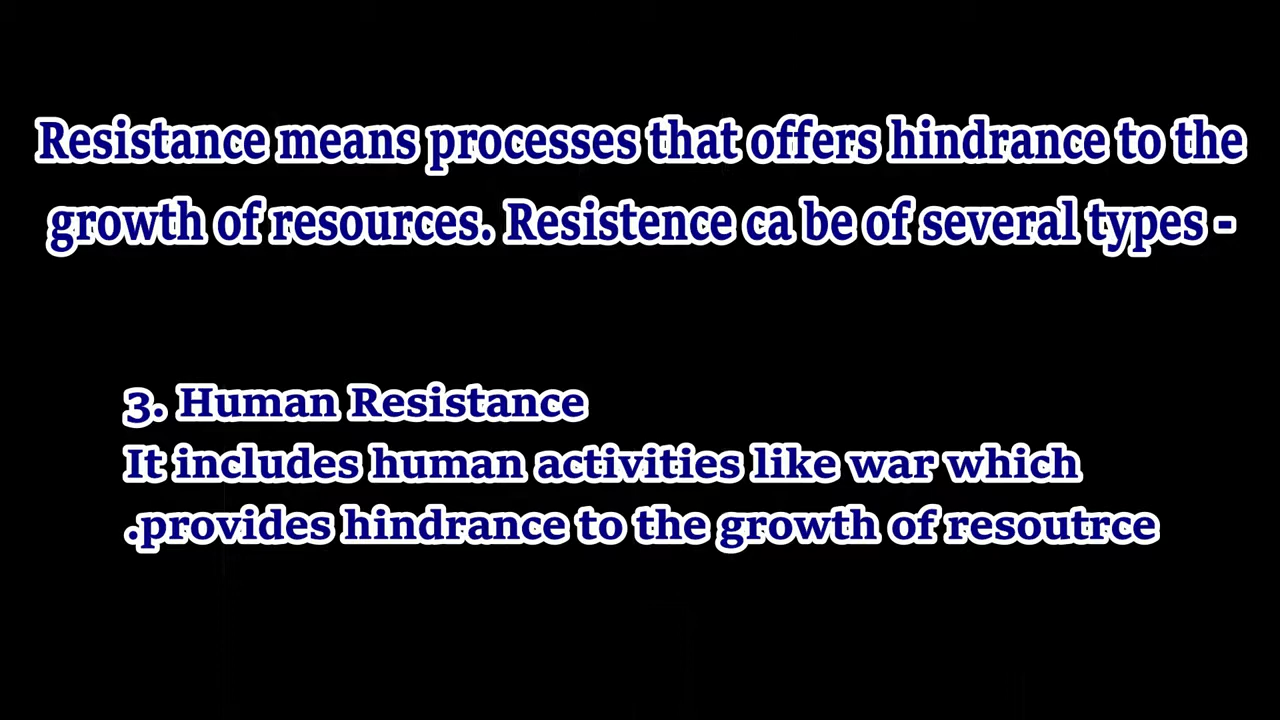 Resistance means processes that offers hindrance to the
growth of resources. Resistence ca be of several types -
3. Human Resistance
It includes human activities like war which
.provides hindrance to the growth of resoutrce